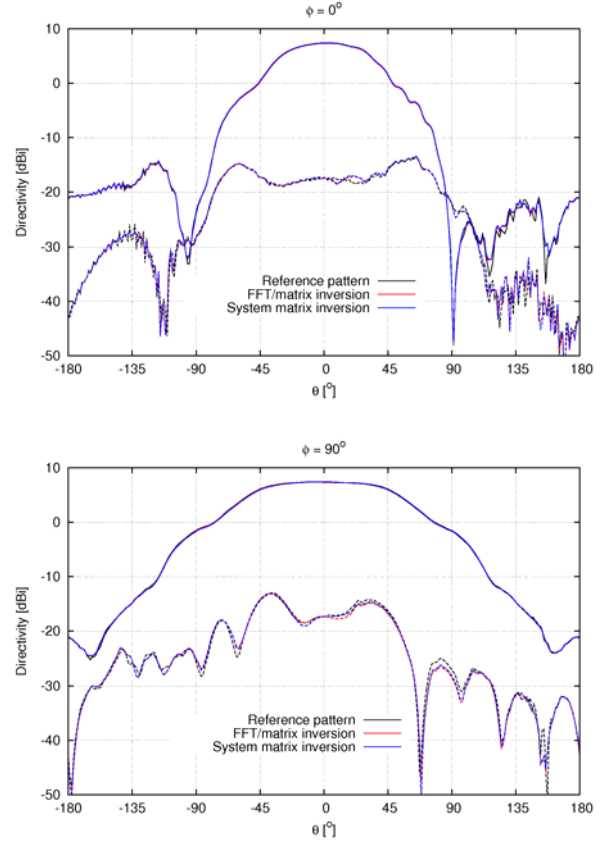 ϕ = 0°
10
0
-10
-20
-30
-40
-50
Directivity [dBi]
Reference pattern
FFT/matrix inversion
System matrix inversion
-180 -135 -90 -45 0 45 90 135 180
θ [°]
ϕ = 90°
10
0
-10
-20
-30
-40
-50
Directivity [dBi]
Reference pattern
FFT/matrix inversion
System matrix inversion
-180 -135 -90 -45 0 45 90 135 180
θ [°]